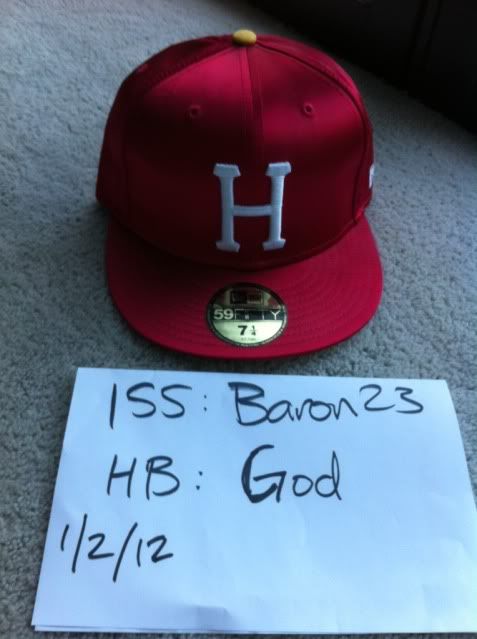 H
59FIFTY
7 1/4
ISS: Baron23
HB: God
1/2/12